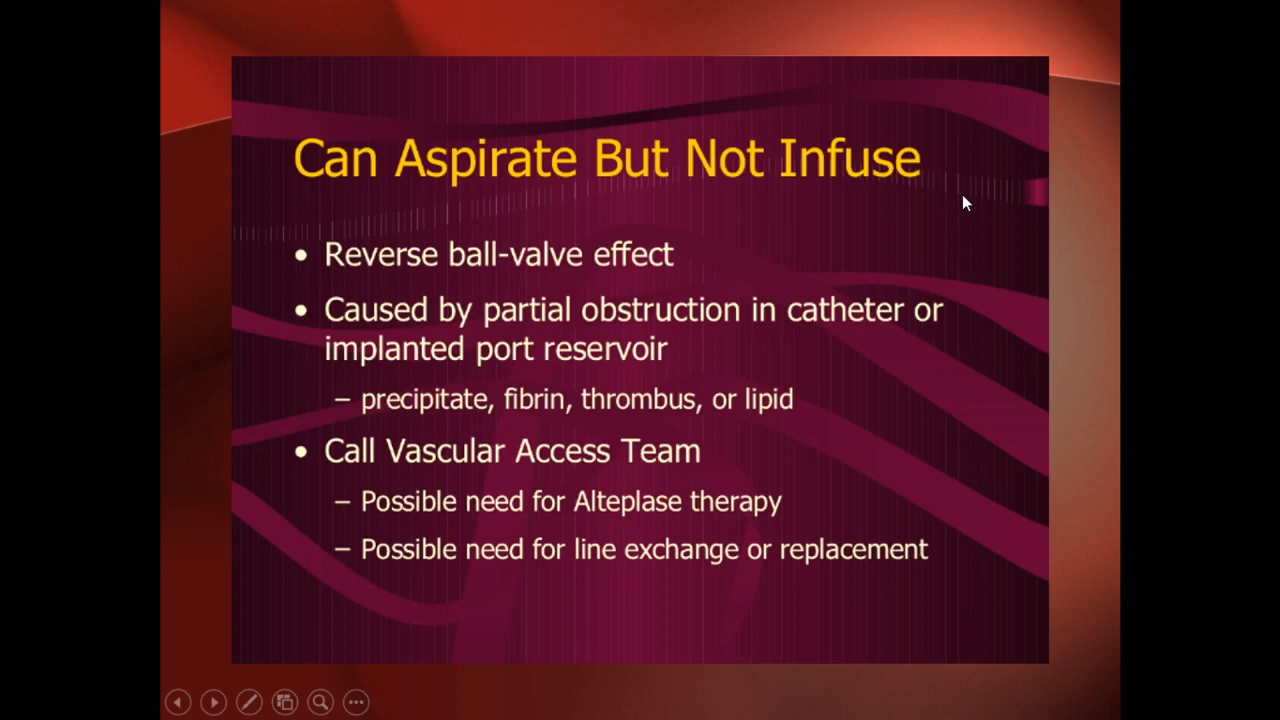 Can Aspirate But Not Infuse
• Reverse ball-valve effect
• Caused by partial obstruction in catheter or
implanted port reservoir
– precipitate, fibrin, thrombus, or lipid
• Call Vascular Access Team
– Possible need for Alteplase therapy
– Possible need for line exchange or replacement